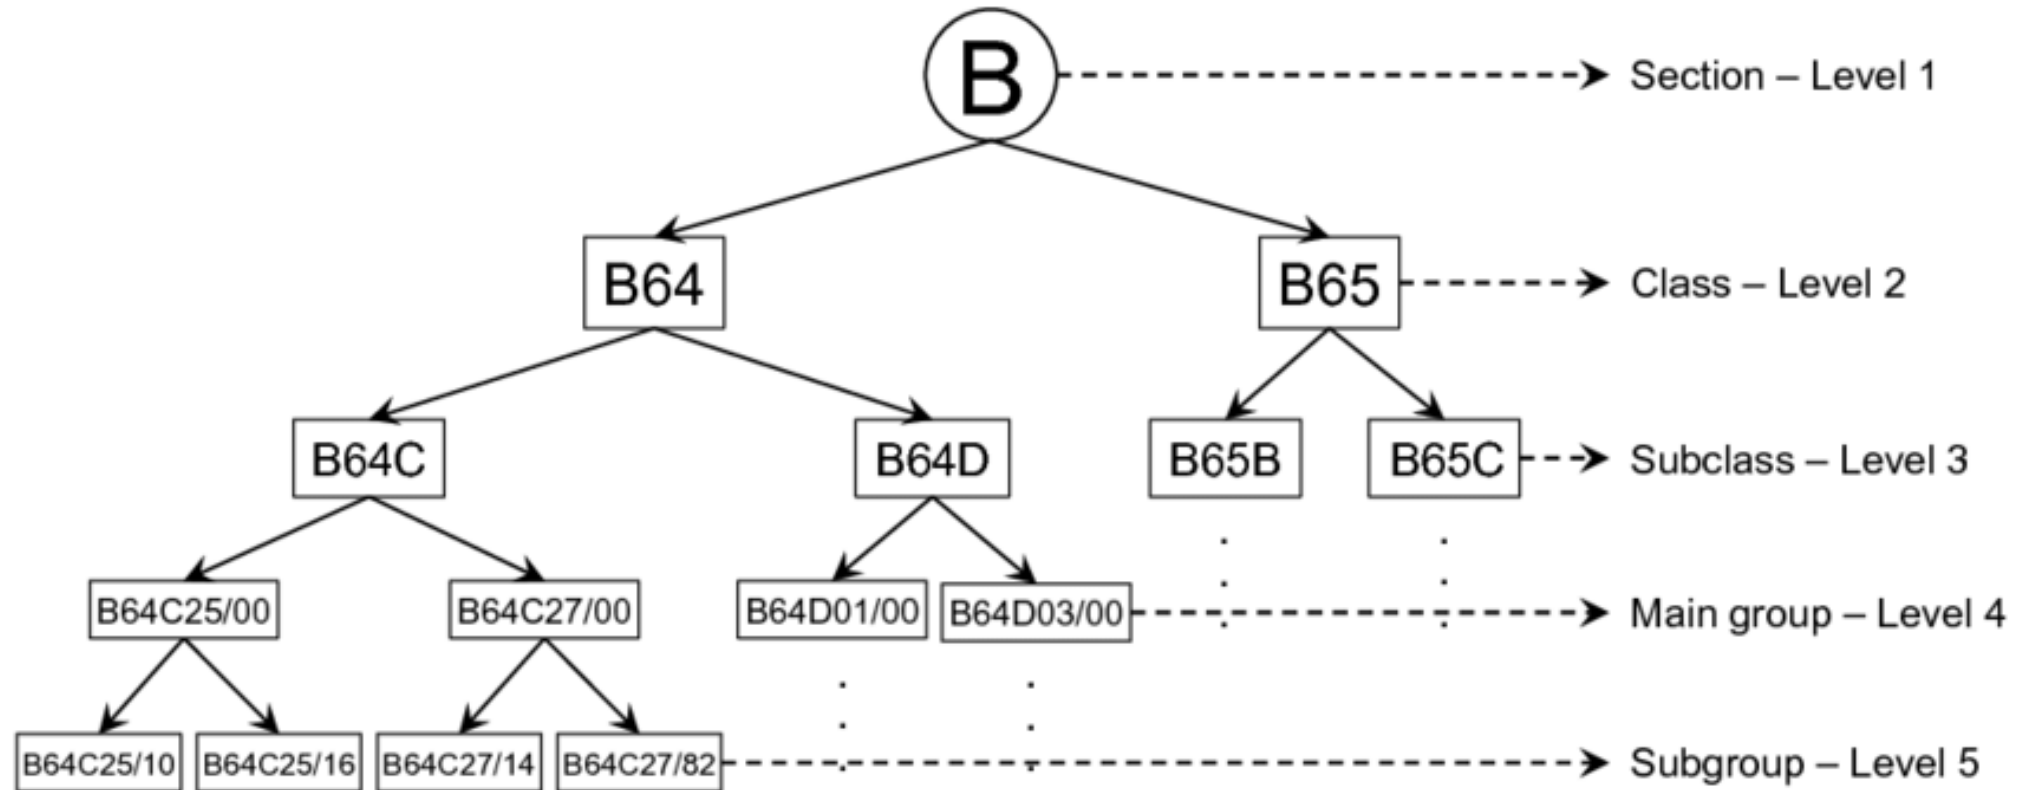 B
Section – Level 1
B64
B65
Class – Level 2
B64C
B64D
B65B
B65C
Subclass – Level 3
B64C25/00
B64C27/00
B64D01/00
B64D03/00
Main group – Level 4
B64C25/10
B64C25/16
B64C27/14
B64C27/82
Subgroup – Level 5